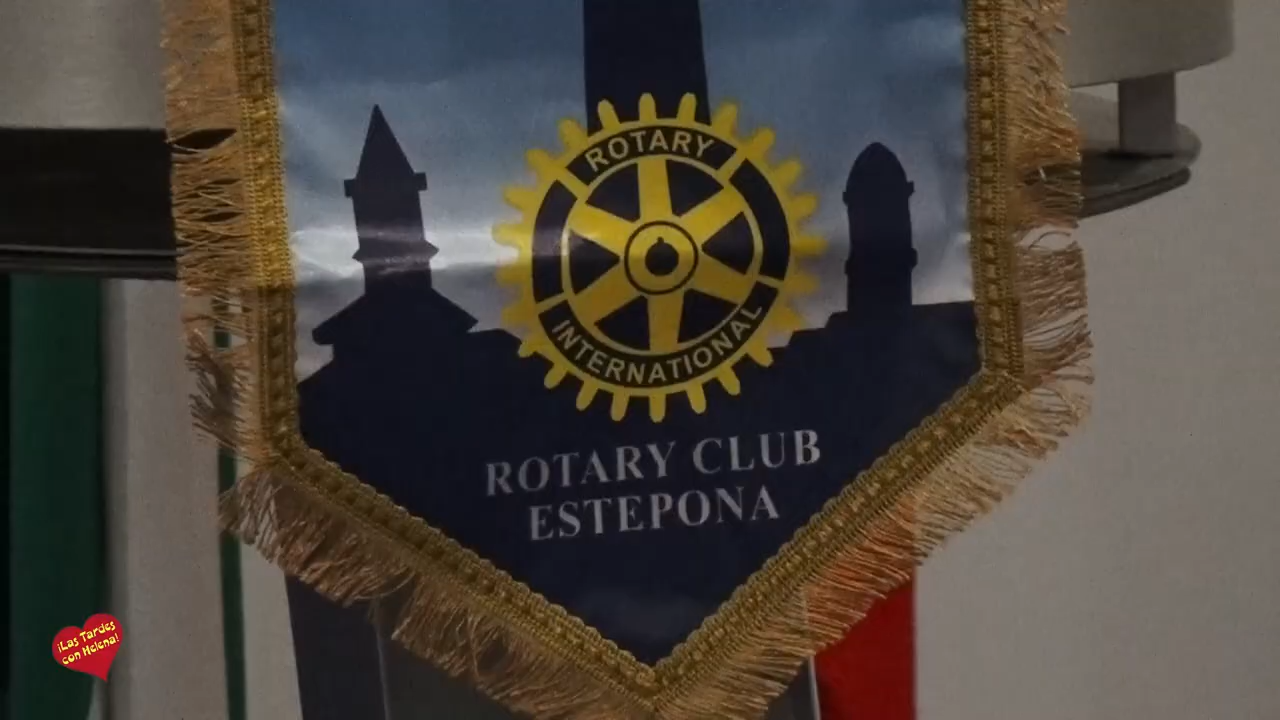 ROTARY
INTERNATIONAL
ROTARY CLUB
ESTEPONA
¡Las Tardes
con Helena!